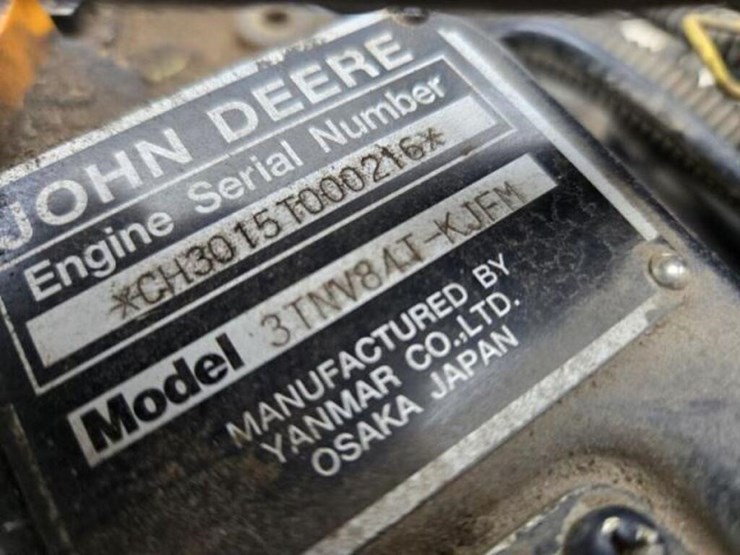 JOHN DEERE
Engine Serial Number
*CH3015T000216*
Model 3TNV84T-KJFM
MANUFACTURED BY
YANMAR CO.,LTD.
OSAKA JAPAN